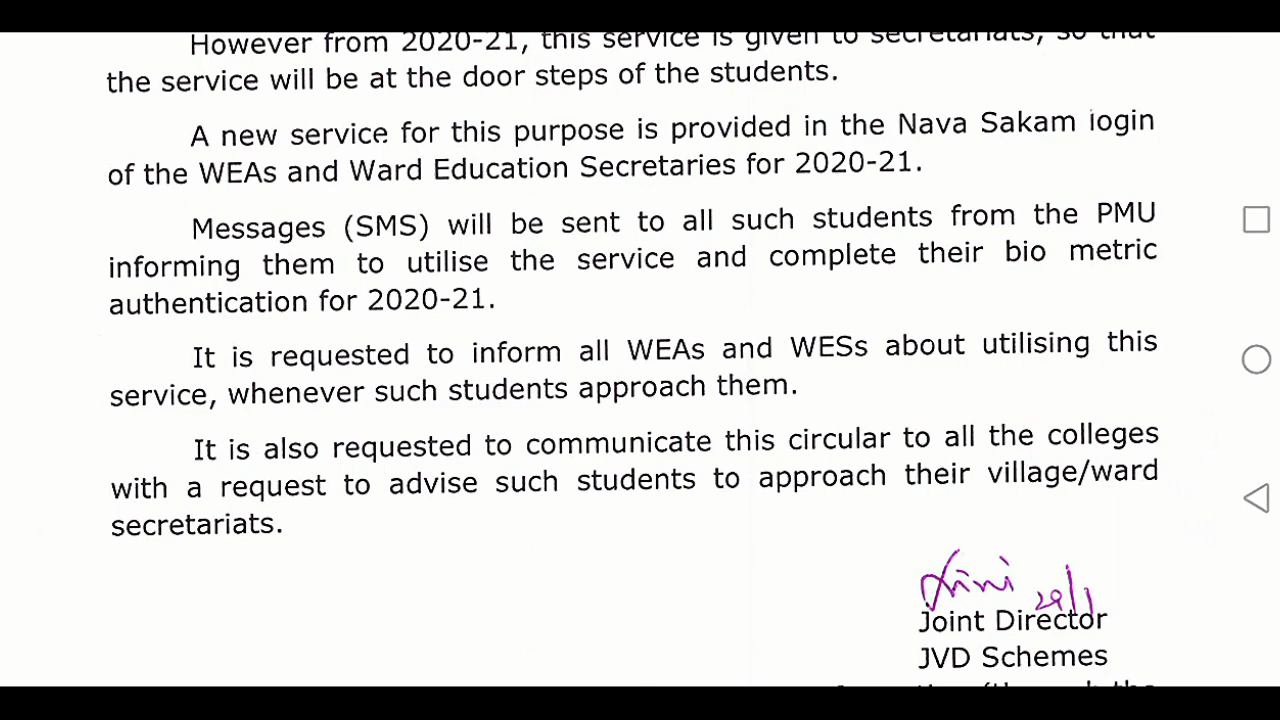 However from 2020-21, this service is given to secretariats, so that
the service will be at the door steps of the students.
A new service for this purpose is provided in the Nava Sakam login
of the WEAs and Ward Education Secretaries for 2020-21.
Messages (SMS) will be sent to all such students from the PMU
informing them to utilise the service and complete their bio metric
authentication for 2020-21.
It is requested to inform all WEAs and WESs about utilising this
service, whenever such students approach them.
It is also requested to communicate this circular to all the colleges
with a request to advise such students to approach their village/ward
secretariats.
29/1
Joint Director
JVD Schemes